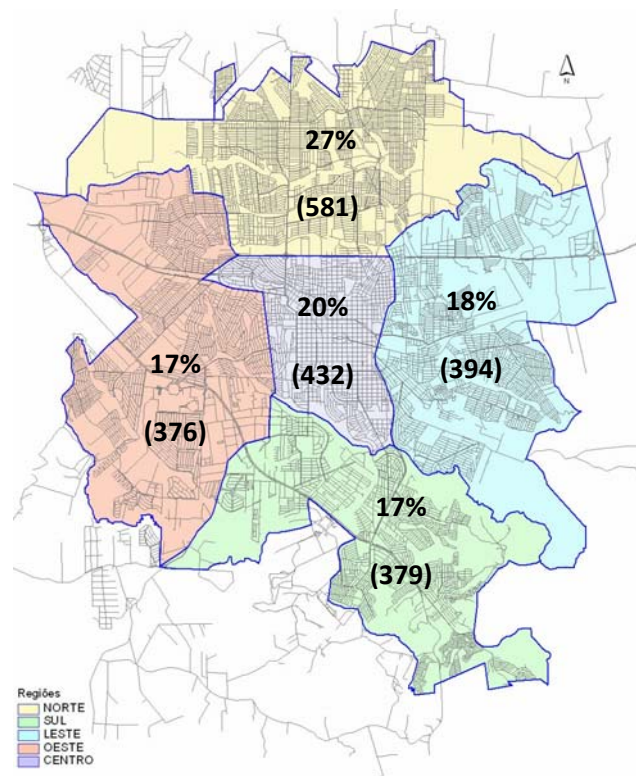 N
27%
(581)
20%
(432)
18%
(394)
17%
(376)
17%
(379)
Regiões
NORTE
SUL
LESTE
OESTE
CENTRO